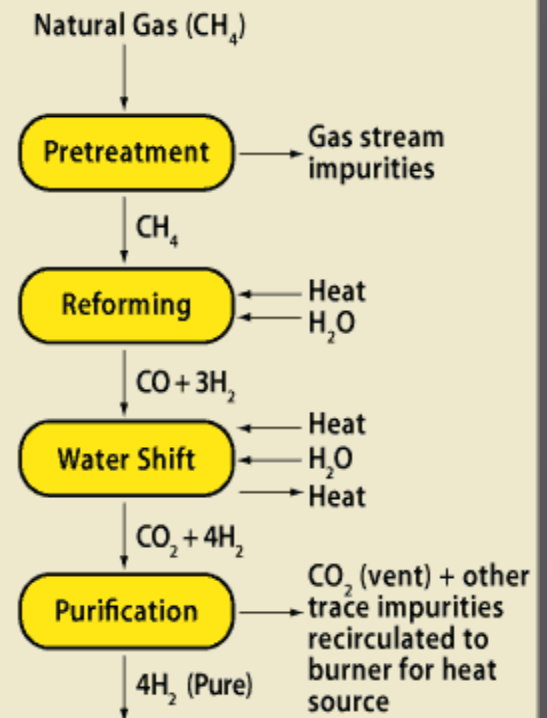 Natural Gas (CH₄)
Pretreatment
Gas stream
impurities
CH₄
Reforming
Heat
H₂O
CO + 3H₂
Water Shift
Heat
H₂O
Heat
CO₂ + 4H₂
Purification
CO₂ (vent) + other
trace impurities
recirculated to
burner for heat
source
4H₂ (Pure)